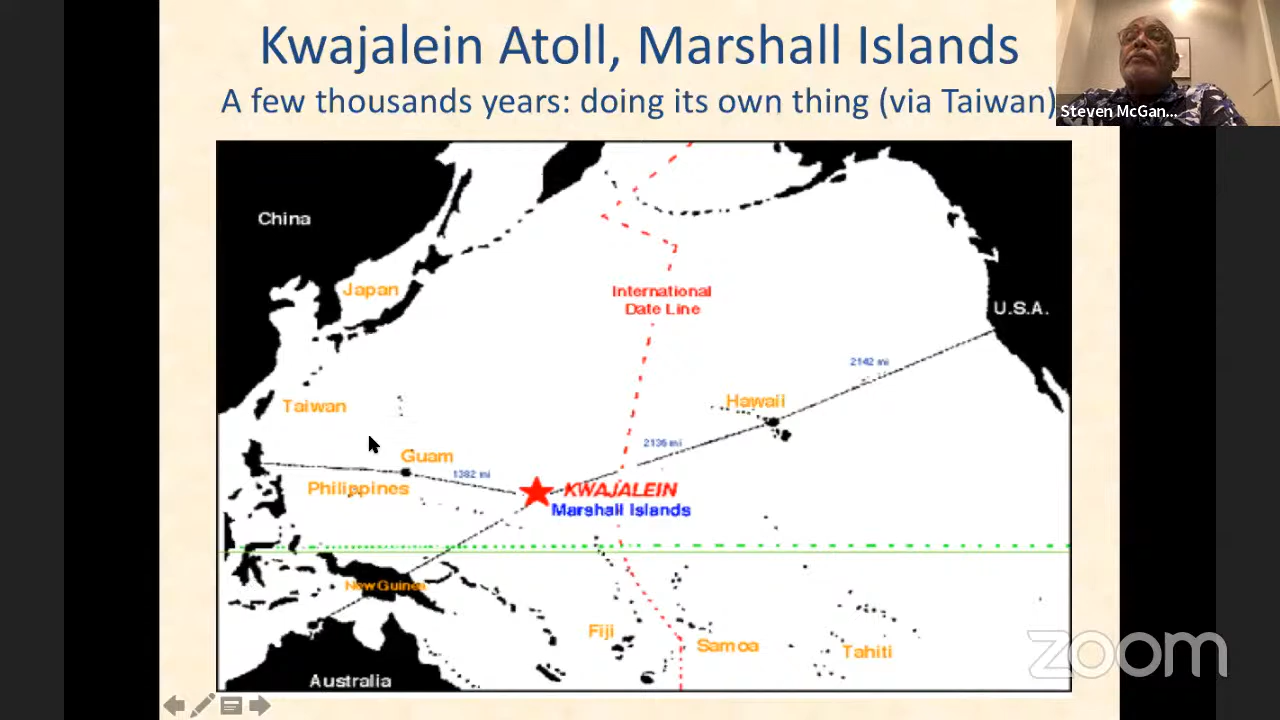 Kwajalein Atoll, Marshall Islands
A few thousands years: doing its own thing (via Taiwan)
Steven McGan...
China
Japan
International
Date Line
U.S.A.
2142 mi
Taiwan
Hawaii
2136 mi
Guam
1382 mi
Philippines
KWAJALEIN
Marshall Islands
New Guinea
Fiji
Samoa
Tahiti
Australia
zoom